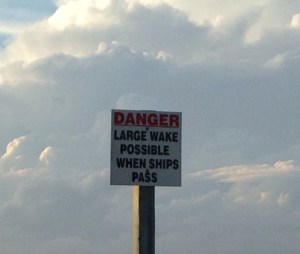 DANGER
LARGE WAKE
POSSIBLE
WHEN SHIPS
PASS